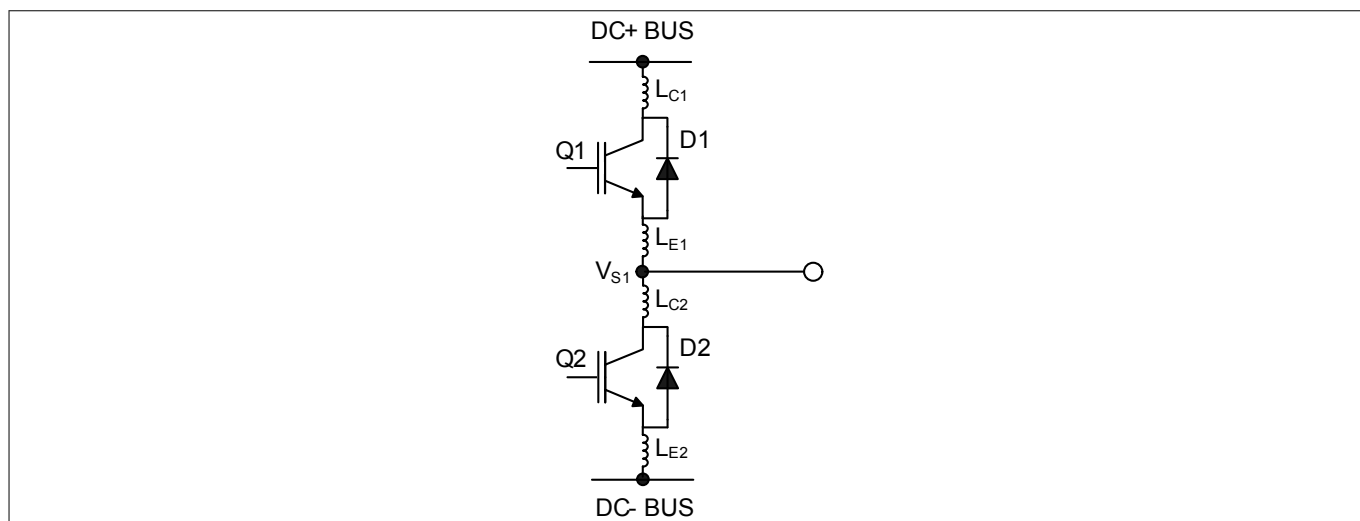 DC+ BUS
LC1
D1
Q1
LE1
VS1
LC2
D2
Q2
LE2
DC- BUS